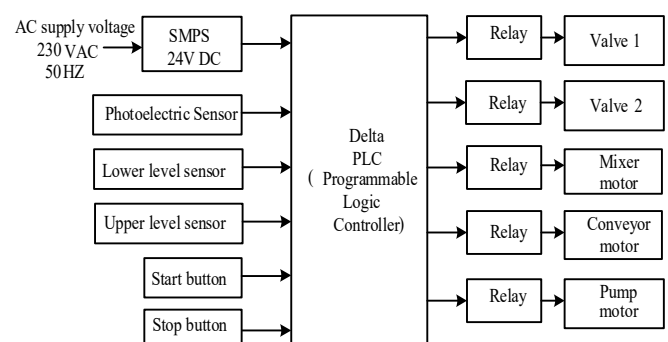 AC supply voltage
230 VAC
50 HZ
SMPS
24V DC
Photoelectric Sensor
Lower level sensor
Upper level sensor
Start button
Stop button
Delta
PLC
( Programmable
Logic
Controller)
Relay
Valve 1
Relay
Valve 2
Relay
Mixer
motor
Relay
Conveyor
motor
Relay
Pump
motor